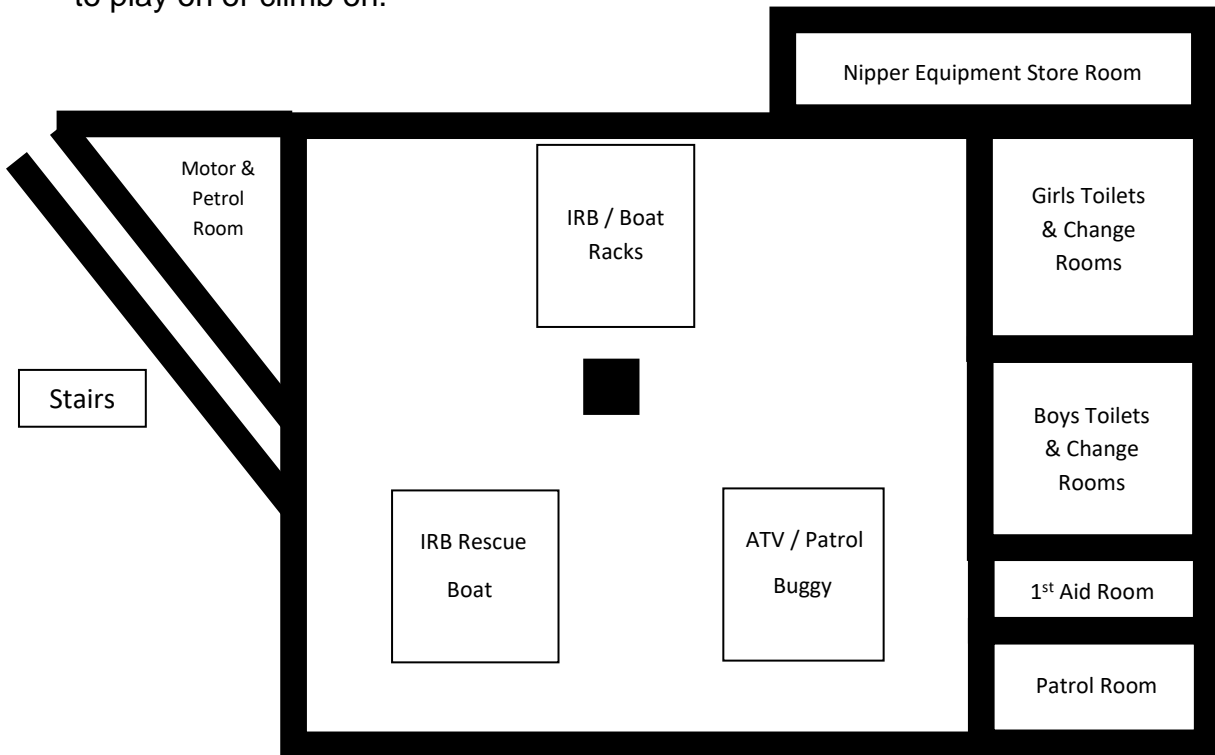 to play on or climb on.
Nipper Equipment Store Room
Motor &
Petrol
Room
IRB / Boat
Racks
Girls Toilets
& Change
Rooms
Stairs
Boys Toilets
& Change
Rooms
IRB Rescue
Boat
ATV / Patrol
Buggy
1st Aid Room
Patrol Room